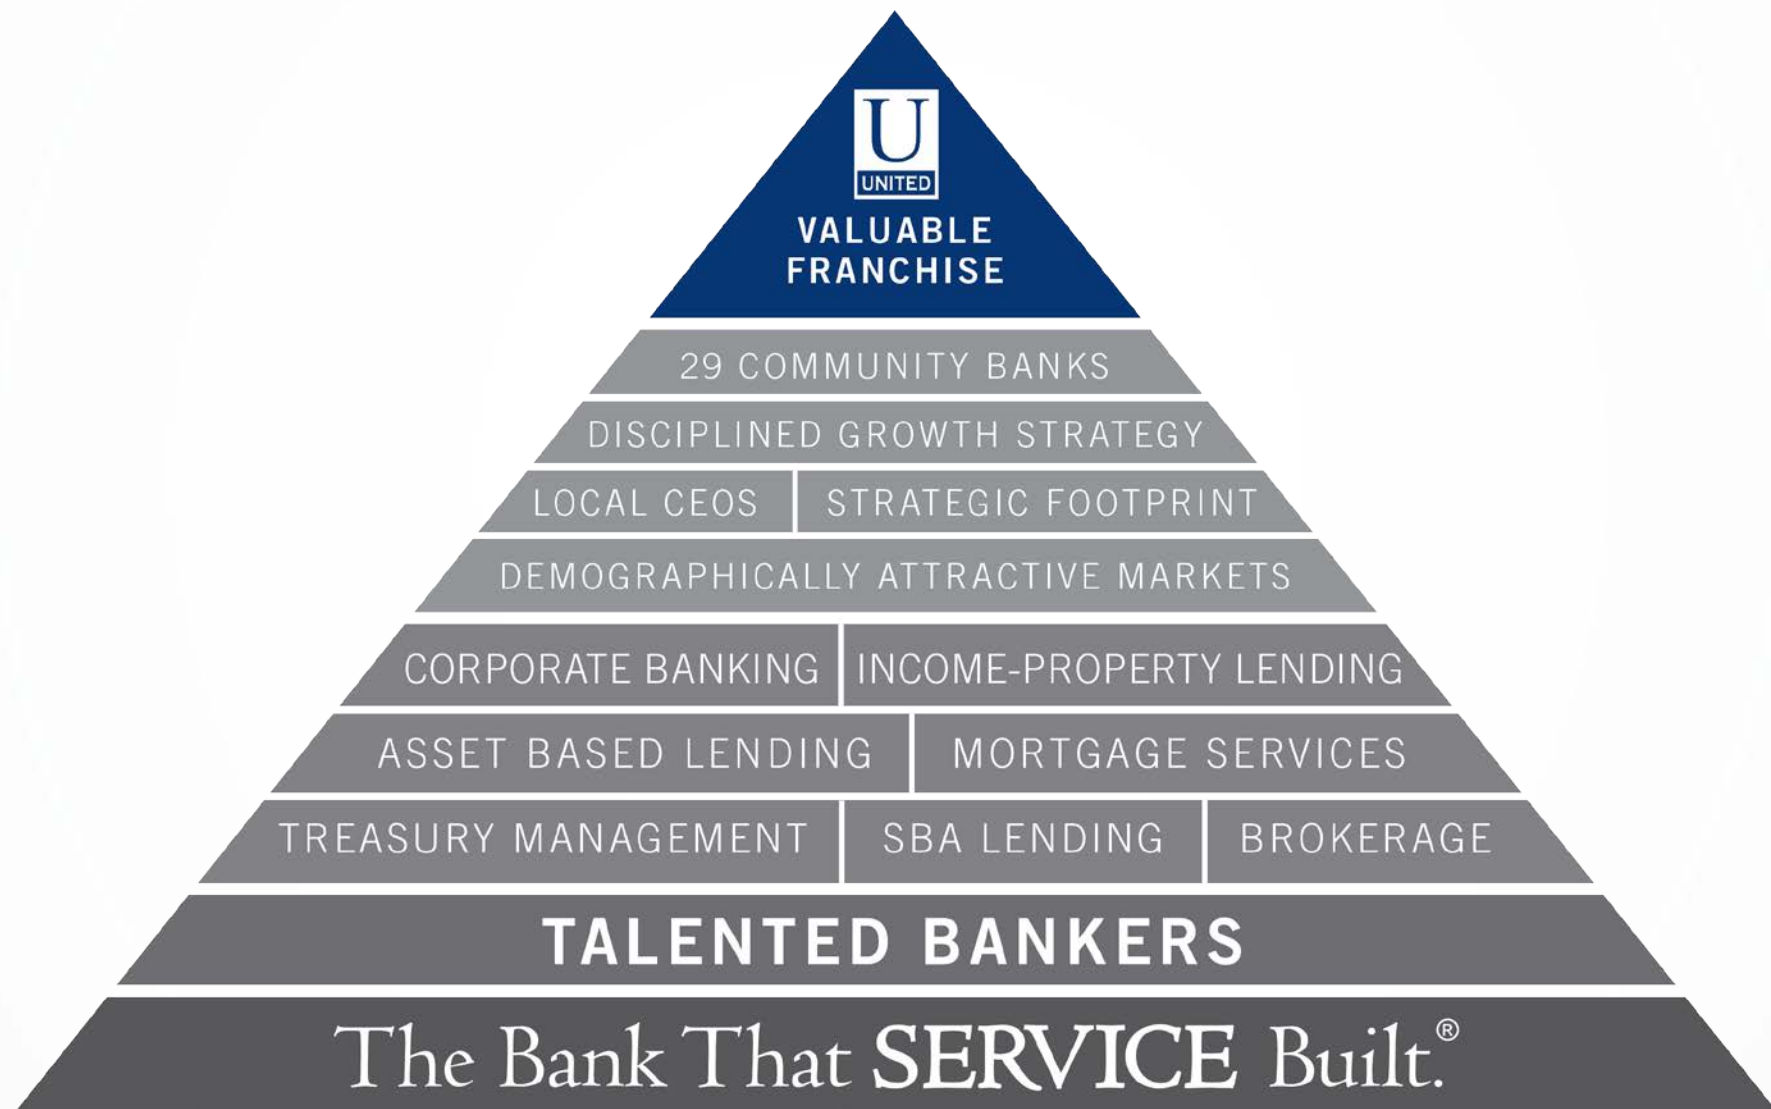 U
UNITED
VALUABLE
FRANCHISE
29 COMMUNITY BANKS
DISCIPLINED GROWTH STRATEGY
LOCAL CEOS
STRATEGIC FOOTPRINT
DEMOGRAPHICALLY ATTRACTIVE MARKETS
CORPORATE BANKING
INCOME-PROPERTY LENDING
ASSET BASED LENDING
MORTGAGE SERVICES
TREASURY MANAGEMENT
SBA LENDING
BROKERAGE
TALENTED BANKERS
The Bank That SERVICE Built.®